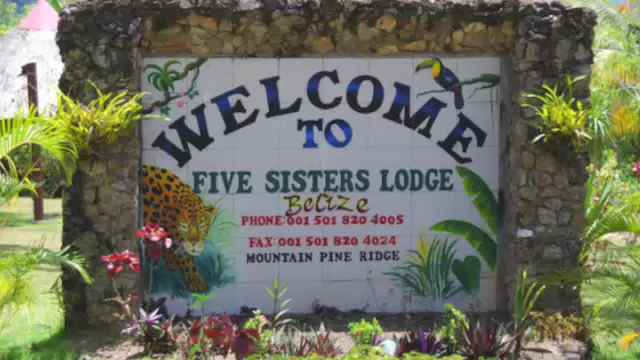 WELCOME
TO
FIVE SISTERS LODGE
Belize
PHONE: 001 501 820 4005
FAX: 001 501 820 4024
MOUNTAIN PINE RIDGE